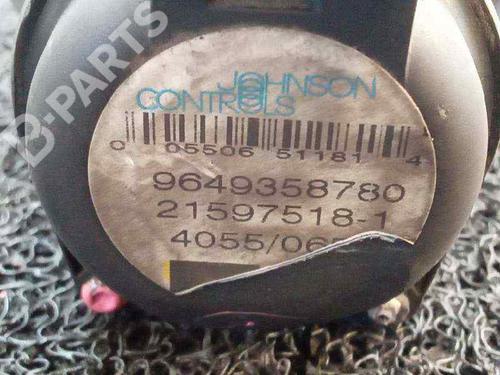 B-PARTS
JOHNSON
CONTROLS
0 05506 51181 4
9649358780
21597518-1
4055/06